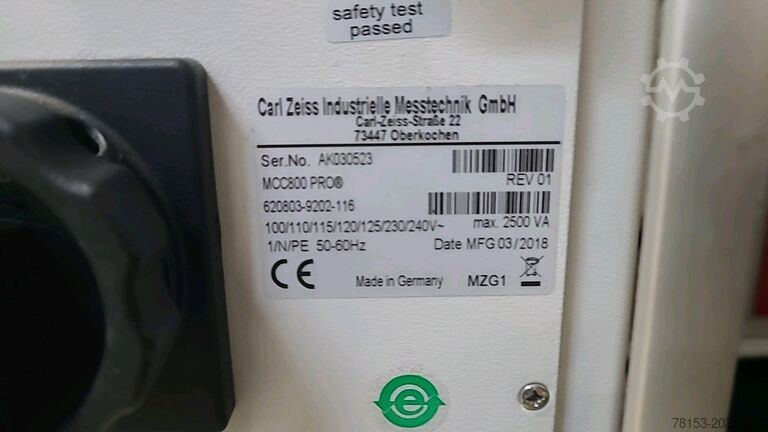 safety test
passed
Carl Zeiss Industrielle Messtechnik GmbH
Carl-Zeiss-Straße 22
73447 Oberkochen
Ser.No. AK030523
MCC800 PRO® REV 01
620803-9202-116
100/110/115/120/125/230/240V~ max. 2500 VA
1/N/PE 50-60Hz Date MFG 03/2018
CE Made in Germany MZG1
e